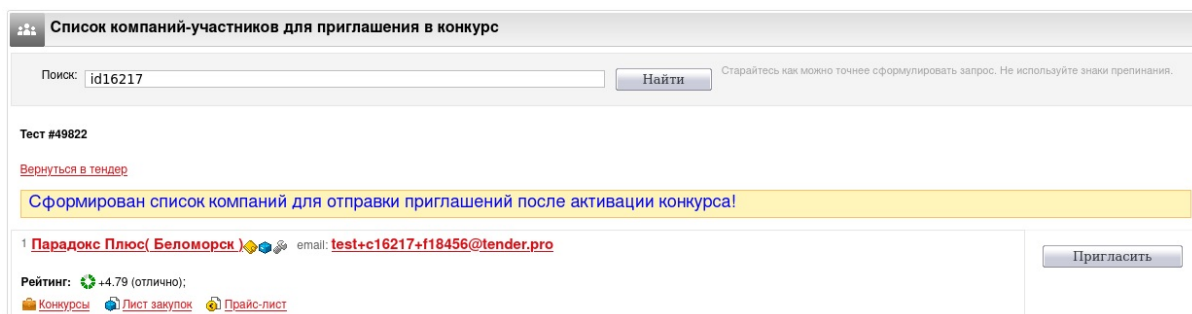 Список компаний-участников для приглашения в конкурс
Поиск: id16217 Найти Старайтесь как можно точнее сформулировать запрос. Не используйте знаки препинания.
Тест #49822
Вернуться в тендер
Сформирован список компаний для отправки приглашений после активации конкурса!
1 Парадокс Плюс( Беломорск ) email: test+c16217+f18456@tender.pro
Пригласить
Рейтинг: +4.79 (отлично);
Конкурсы Лист закупок Прайс-лист